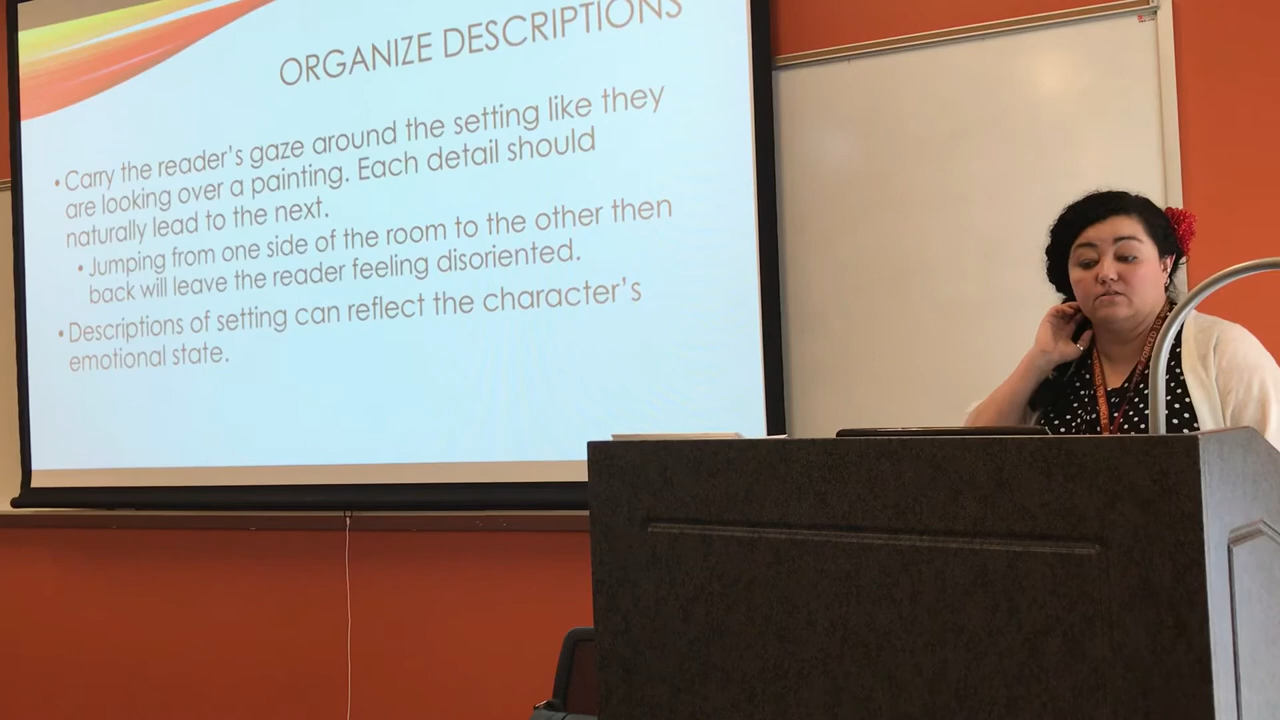 ORGANIZE DESCRIPTIONS
•Carry the reader's gaze around the setting like they
are looking over a painting. Each detail should
naturally lead to the next.
•Jumping from one side of the room to the other then
back will leave the reader feeling disoriented.
•Descriptions of setting can reflect the character's
emotional state.
FORCED TO